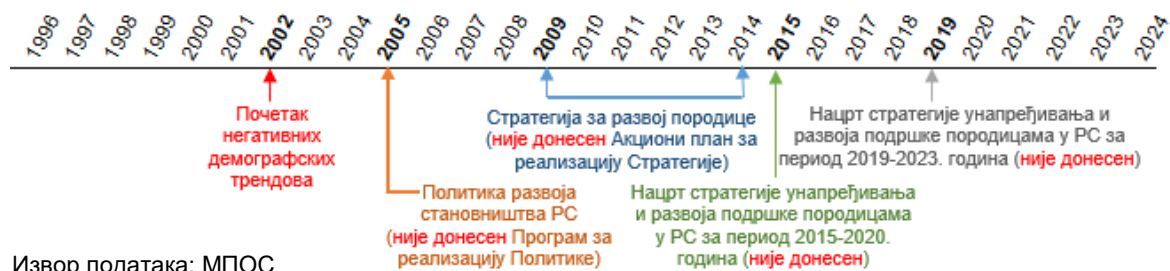 1996 1997 1998 1999 2000 2001 2002 2003 2004 2005 2006 2007 2008 2009 2010 2011 2012 2013 2014 2015 2016 2017 2018 2019 2020 2021 2022 2023 2024
Почетак
негативних
демографских
трендова
Политика развоја
становништва РС
(није донесен Програм за
реализацију Политике)
Стратегија за развој породице
(није донесен Акциони план за
реализацију Стратегије)
Нацрт стратегије унапређивања
и развоја подршке породицама
у РС за период 2015-2020.
година (није донесен)
Нацрт стратегије унапређивања и
развоја подршке породицама у РС за
период 2019-2023. година (није донесен)
Извор података: МПОС